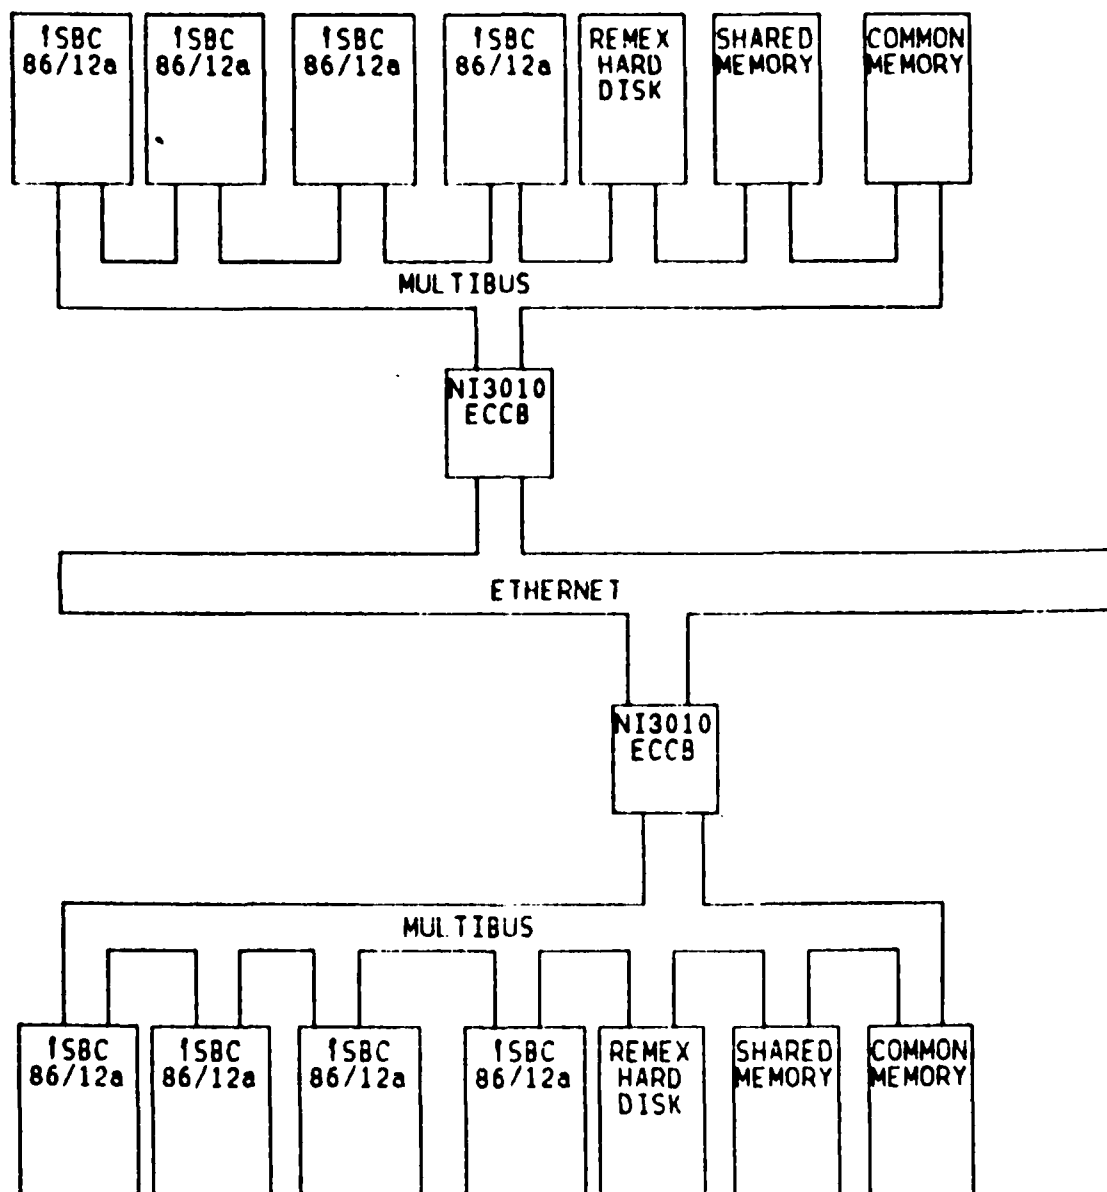 iSBC
86/12a
iSBC
86/12a
iSBC
86/12a
iSBC
86/12a
REMEX
HARD
DISK
SHARED
MEMORY
COMMON
MEMORY
MULTIBUS
NI3010
ECCB
ETHERNET
NI3010
ECCB
MULTIBUS
iSBC
86/12a
iSBC
86/12a
iSBC
86/12a
iSBC
86/12a
REMEX
HARD
DISK
SHARED
MEMORY
COMMON
MEMORY